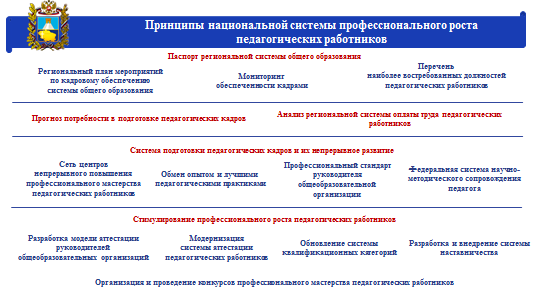 Принципы национальной системы профессионального роста
педагогических работников
Паспорт региональной системы общего образования
Региональный план мероприятий
по кадровому обеспечению
системы общего образования
Мониторинг
обеспеченности кадрами
Перечень
наиболее востребованных должностей
педагогических работников
Прогноз потребности в подготовке педагогических кадров
Анализ региональной системы оплаты труда педагогических
работников
Система подготовки педагогических кадров и их непрерывное развитие
Сеть центров
непрерывного повышения
профессионального мастерства
педагогических работников
Обмен опытом и лучшими
педагогическими практиками
Профессиональный стандарт
руководителя
общеобразовательной
организации
Федеральная система научно-
методического сопровождения
педагога
Стимулирование профессионального роста педагогических работников
Разработка модели аттестации
руководителей
общеобразовательных организаций
Модернизация
системы аттестации
педагогических работников
Обновление системы
квалификационных категорий
Разработка и внедрение системы
наставничества
Организация и проведение конкурсов профессионального мастерства педагогических работников